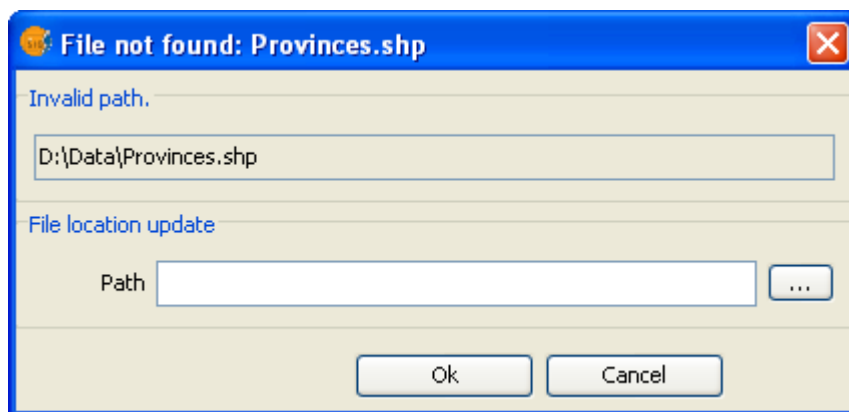 File not found: Provinces.shp
Invalid path.
D:\Data\Provinces.shp
File location update
Path ...
Ok Cancel